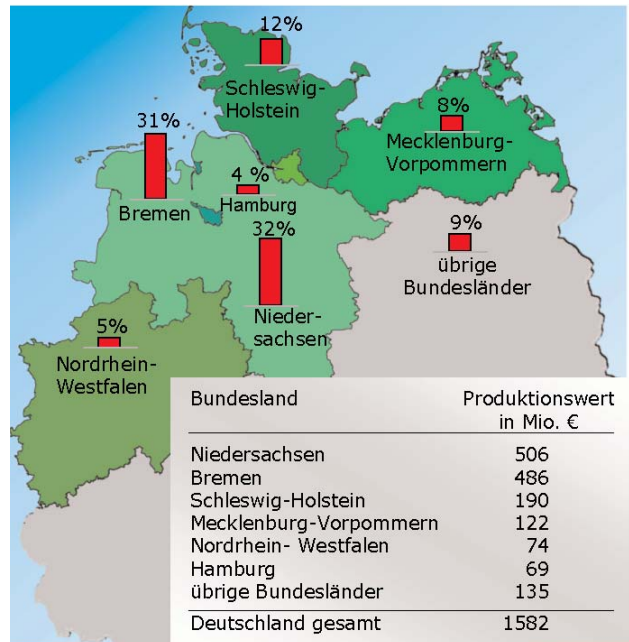 12%
Schleswig-
Holstein
8%
Mecklenburg-
Vorpommern
31%
Bremen
4 %
Hamburg
32%
Nieder-
sachsen
9%
übrige
Bundesländer
5%
Nordrhein-
Westfalen
Bundesland Produktionswert
in Mio. €
Niedersachsen 506
Bremen 486
Schleswig-Holstein 190
Mecklenburg-Vorpommern 122
Nordrhein- Westfalen 74
Hamburg 69
übrige Bundesländer 135
Deutschland gesamt 1582